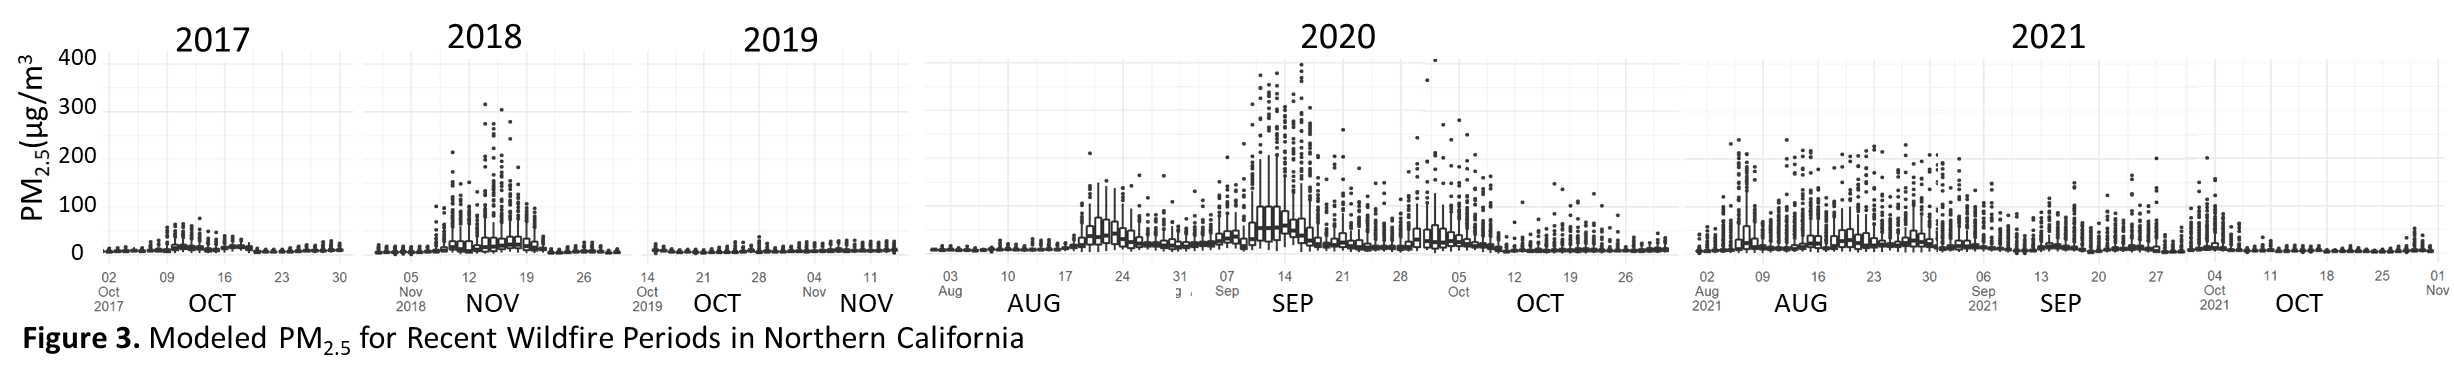 2017 2018 2019 2020 2021
PM2.5(µg/m3
400
300
200
100
0
02 09 16 23 30 05 12 19 26 14 21 28 04 11 03 10 17 24 31 07 14 21 28 05 12 19 26 02 09 16 23 30 06 13 20 27 04 11 18 25 01
Oct Nov Oct Nov Aug g Sep Oct Aug Sep Oct Nov
2017 2018 2019 2021 2021 2021
OCT NOV OCT NOV AUG SEP OCT AUG SEP OCT
Figure 3. Modeled PM2.5 for Recent Wildfire Periods in Northern California